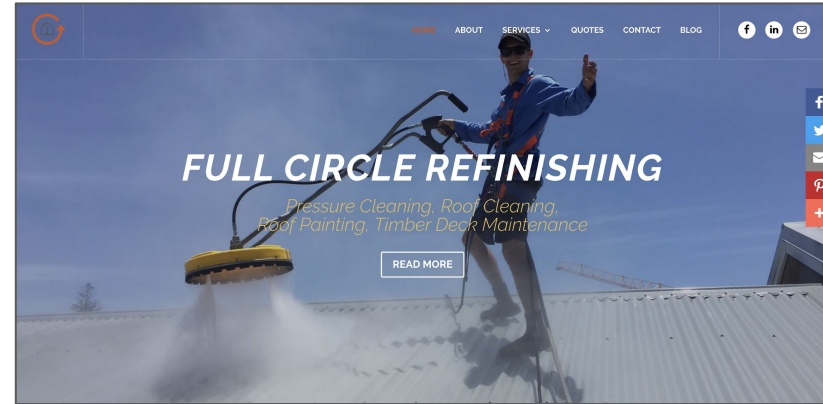 HOME
ABOUT
SERVICES
QUOTES
CONTACT
BLOG
FULL CIRCLE REFINISHING
Pressure Cleaning, Roof Cleaning,
Roof Painting, Timber Deck Maintenance
READ MORE